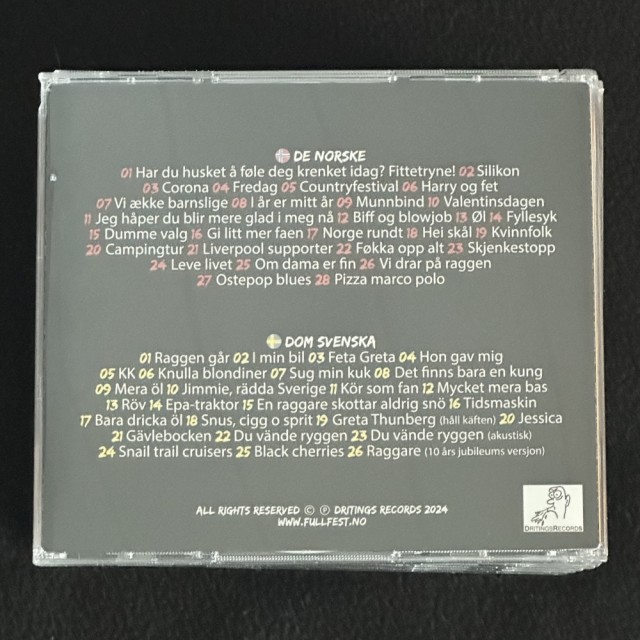 DE NORSKE
01 Har du husket å føle deg krenket idag? Fittetryne! 02 Silikon
03 Corona 04 Fredag 05 Countryfestival 06 Harry og fet
07 Vi ække barnslige 08 I år er mitt år 09 Munnbind 10 Valentinsdagen
11 Jeg håper du blir mere glad i meg nå 12 Biff og blowjob 13 Øl 14 Fyllesyk
15 Dumme valg 16 Gi litt mer faen 17 Norge rundt 18 Hei skål 19 Kvinnfolk
20 Campingtur 21 Liverpool supporter 22 Føkka opp alt 23 Skjenkestopp
24 Leve livet 25 Om dama er fin 26 Vi drar på raggen
27 Ostepop blues 28 Pizza marco polo
DOM SVENSKA
01 Raggen går 02 I min bil 03 Feta Greta 04 Hon gav mig
05 KK 06 Knulla blondiner 07 Sug min kuk 08 Det finns bara en kung
09 Mera öl 10 Jimmie, rädda Sverige 11 Kör som fan 12 Mycket mera bas
13 Röv 14 Epa-traktor 15 En raggare skottar aldrig snö 16 Tidsmaskin
17 Bara dricka öl 18 Snus, cigg o sprit 19 Greta Thunberg (håll käften) 20 Jessica
21 Gävlebocken 22 Du vände ryggen 23 Du vände ryggen (akustisk)
24 Snail trail cruisers 25 Black cherries 26 Raggare (10 års jubileums versjon)
ALL RIGHTS RESERVED © ℗ DRITINGS RECORDS 2024
WWW.FULLFEST.NO
DRITINGSRECORDS